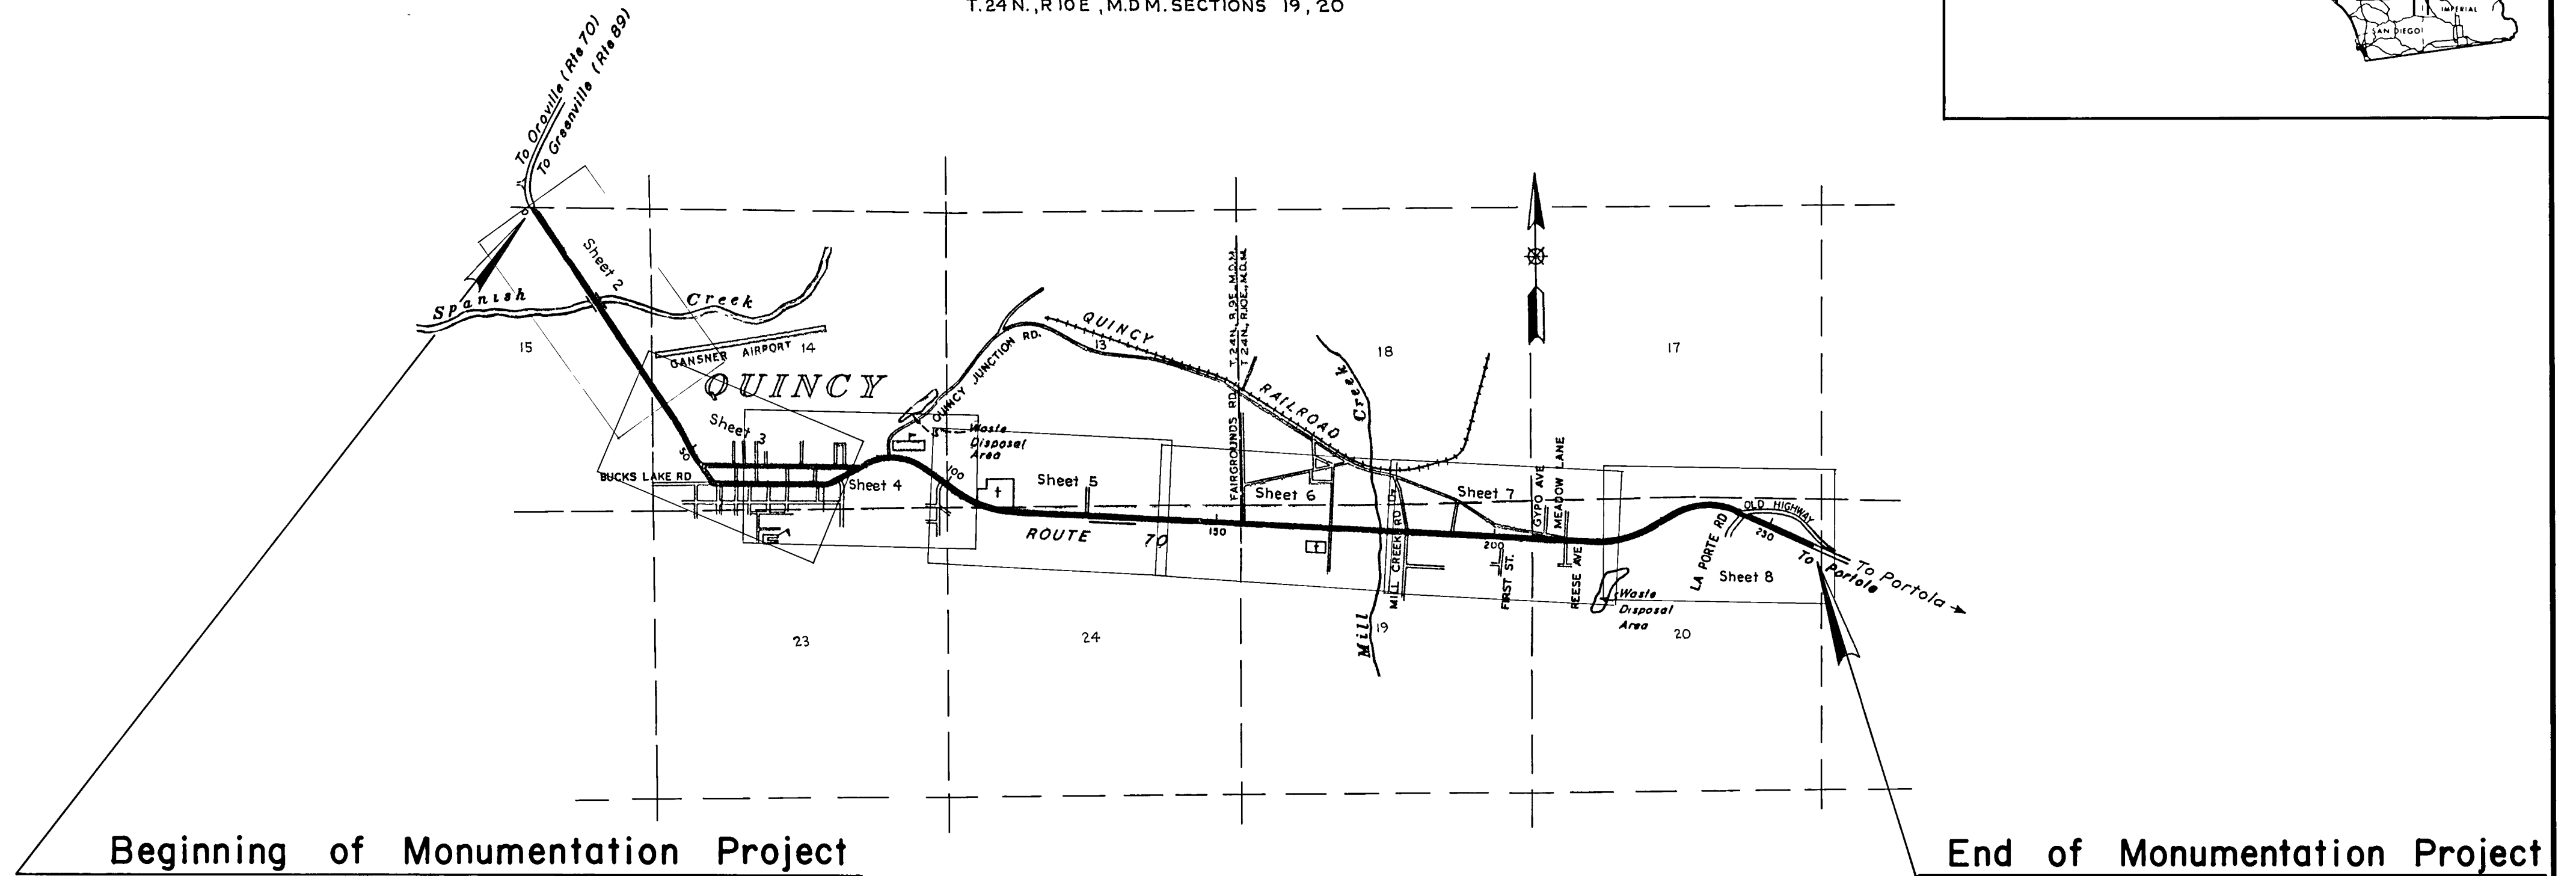 T.24N.,R10E ,M.D M.SECTIONS 19, 20
IMPERIAL
SAN DIEGO
To Oroville (Rte 70)
To Greenville (Rte 89)
Sheet 2
Spanish Creek
15
GANSNER AIRPORT 14
QUINCY
QUINCY JUNCTION RD.
13
QUINCY RAILROAD
T.24N., R.9E., M.D.M.
T 24N., R.10E., M.D.M.
18
17
Mill Creek
Sheet 3
50
BUCKS LAKE RD
Sheet 4
Waste
Disposal
Area
100
Sheet 5
ROUTE 70
150
FAIRGROUNDS RD.
Sheet 6
MILL CREEK RD
Sheet 7
200
FIRST ST.
GYPO AVE
MEADOW LANE
REESE AVE
Waste
Disposal
Area
LA PORTE RD
OLD HIGHWAY
250
To Portola
To Portola
Sheet 8
23
24
19
20
Beginning of Monumentation Project
End of Monumentation Project